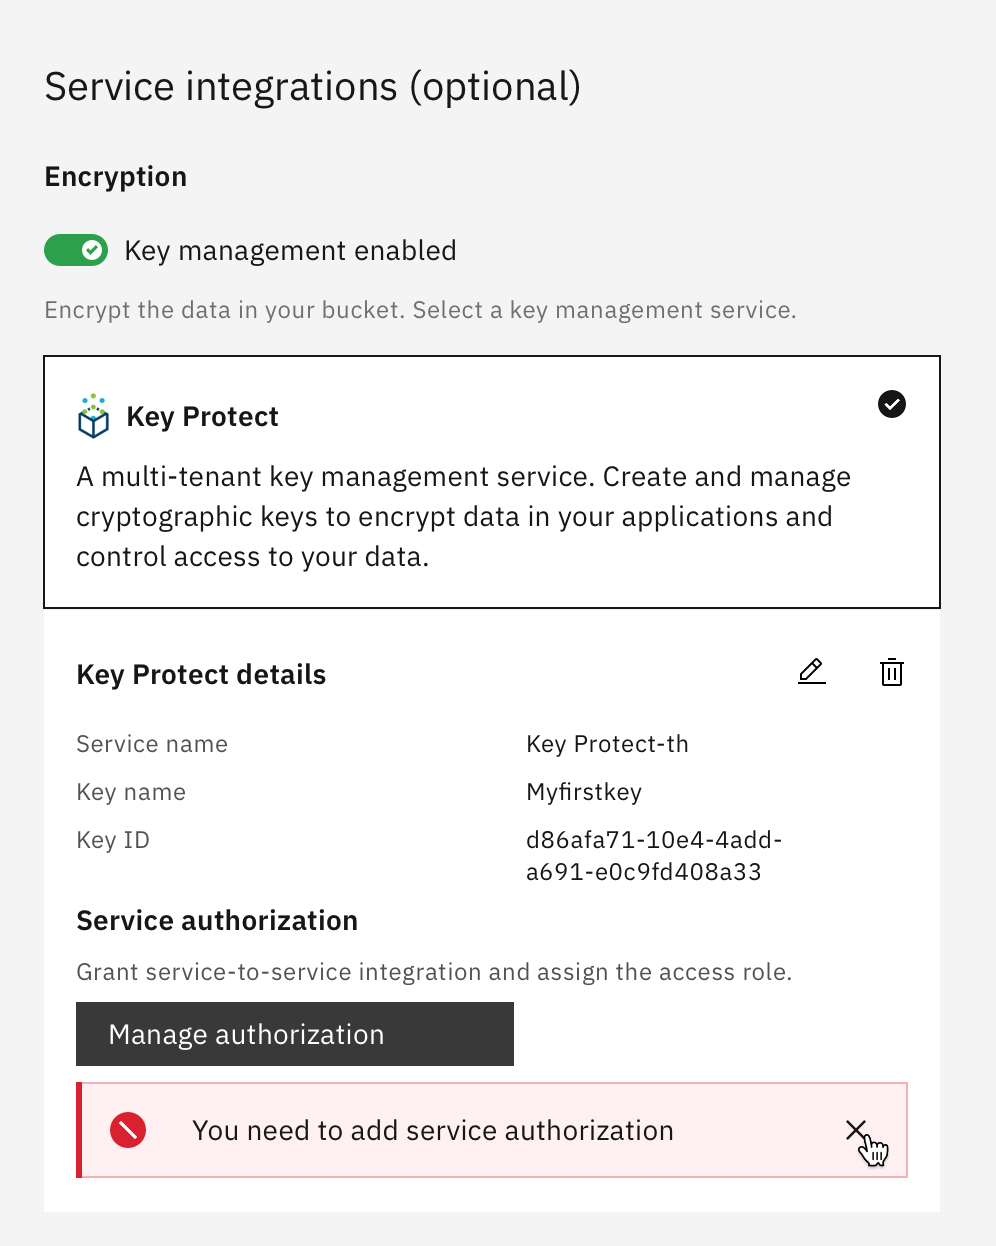 Service integrations (optional)
Encryption
Key management enabled
Encrypt the data in your bucket. Select a key management service.
Key Protect
A multi-tenant key management service. Create and manage
cryptographic keys to encrypt data in your applications and
control access to your data.
Key Protect details
Service name Key Protect-th
Key name Myfirstkey
Key ID d86afa71-10e4-4add-
a691-e0c9fd408a33
Service authorization
Grant service-to-service integration and assign the access role.
Manage authorization
You need to add service authorization